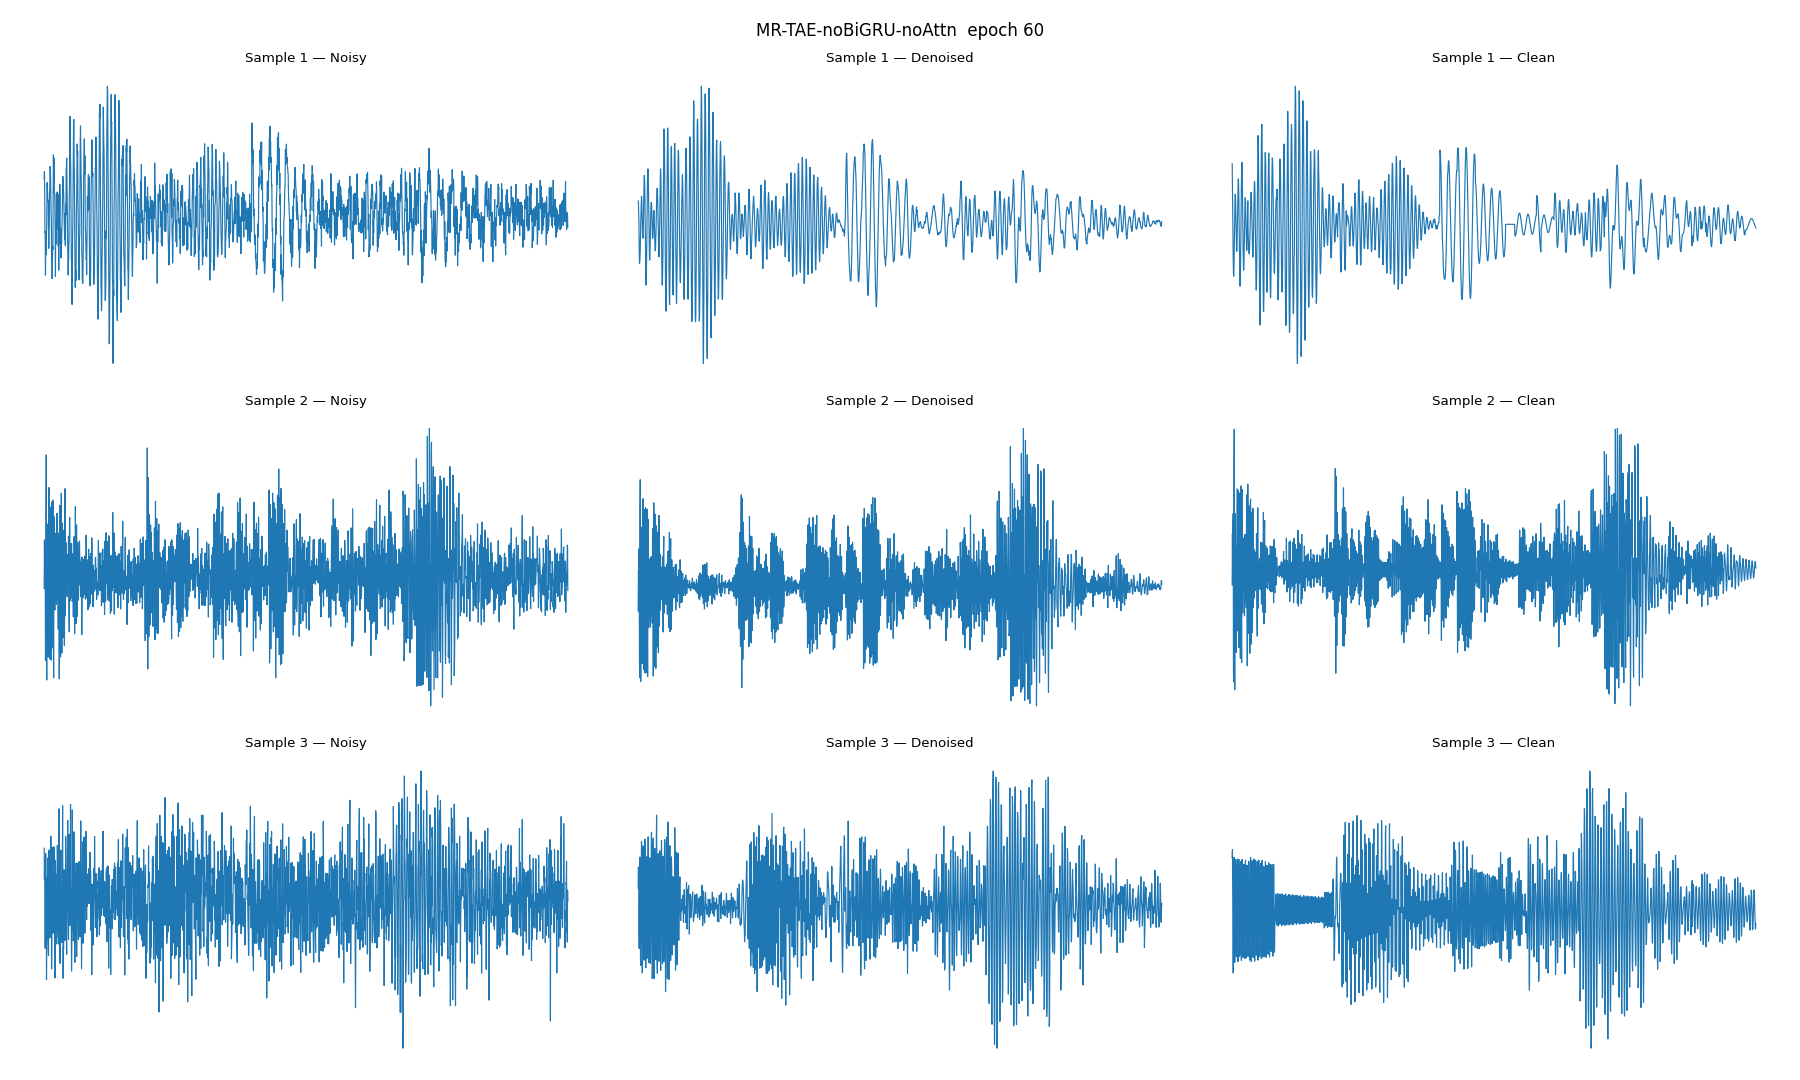 MR-TAE-noBiGRU-noAttn  epoch 60
Sample 1 — Noisy
Sample 1 — Denoised
Sample 1 — Clean
Sample 2 — Noisy
Sample 2 — Denoised
Sample 2 — Clean
Sample 3 — Noisy
Sample 3 — Denoised
Sample 3 — Clean